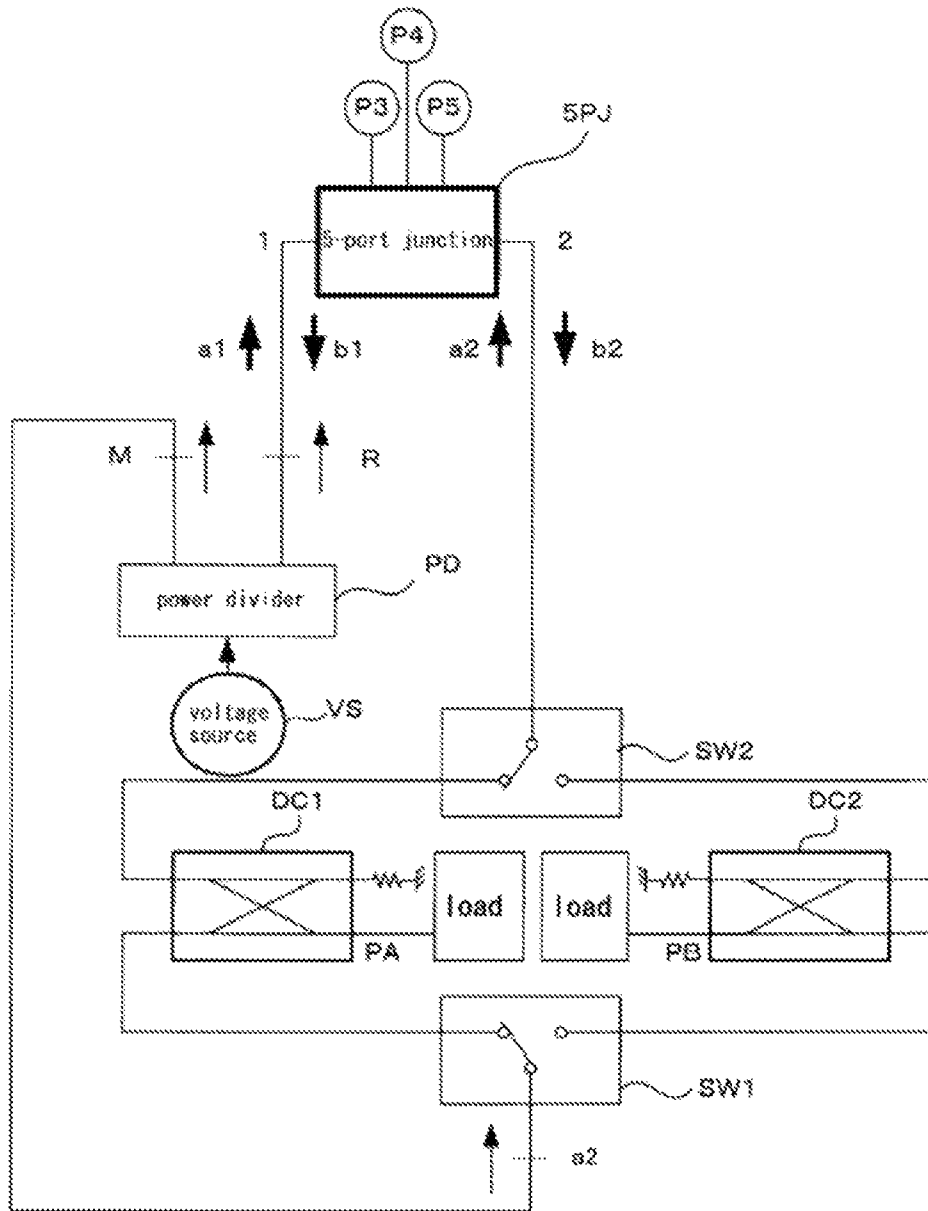 P4
P3
P5
5PJ
1
5-port junction
2
a1
b1
a2
b2
M
R
power divider
PD
voltage
source
VS
SW2
DC1
DC2
load
load
PA
PB
SW1
a2